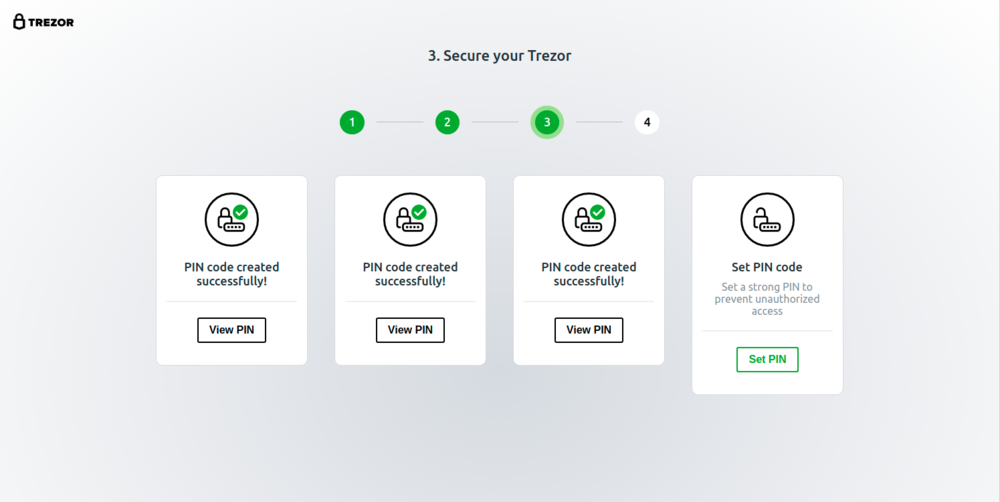 TREZOR
3. Secure your Trezor
1
2
3
4
PIN code created
successfully!
View PIN
PIN code created
successfully!
View PIN
PIN code created
successfully!
View PIN
Set PIN code
Set a strong PIN to
prevent unauthorized
access
Set PIN